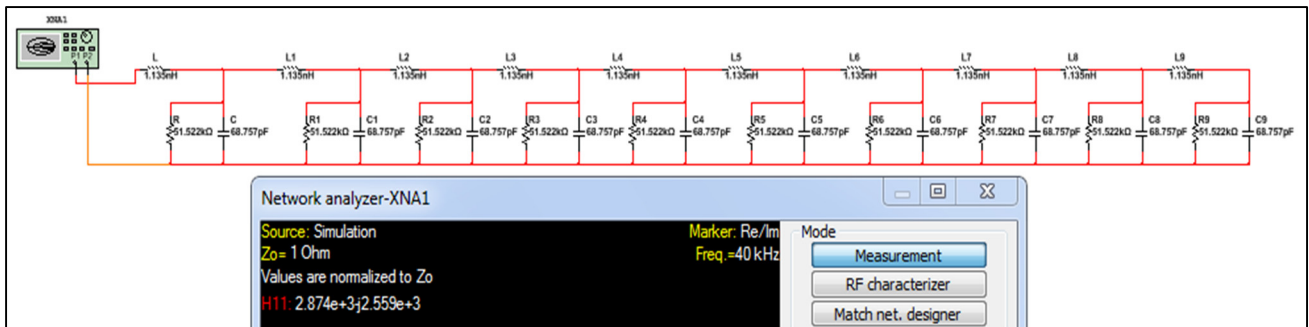 XNA1
P1 P2
L L1 L2 L3 L4 L5 L6 L7 L8 L9
1.135nH 1.135nH 1.135nH 1.135nH 1.135nH 1.135nH 1.135nH 1.135nH 1.135nH 1.135nH
R C R1 C1 R2 C2 R3 C3 R4 C4 R5 C5 R6 C6 R7 C7 R8 C8 R9 C9
51.522kΩ 68.757pF 51.522kΩ 68.757pF 51.522kΩ 68.757pF 51.522kΩ 68.757pF 51.522kΩ 68.757pF 51.522kΩ 68.757pF 51.522kΩ 68.757pF 51.522kΩ 68.757pF 51.522kΩ 68.757pF 51.522kΩ 68.757pF
Network analyzer-XNA1
Source: Simulation Marker: Re/Im Mode
Zo= 1 Ohm Freq.=40 kHz Measurement
Values are normalized to Zo
RF characterizer
H11: 2.874e+3-j2.559e+3
Match net. designer